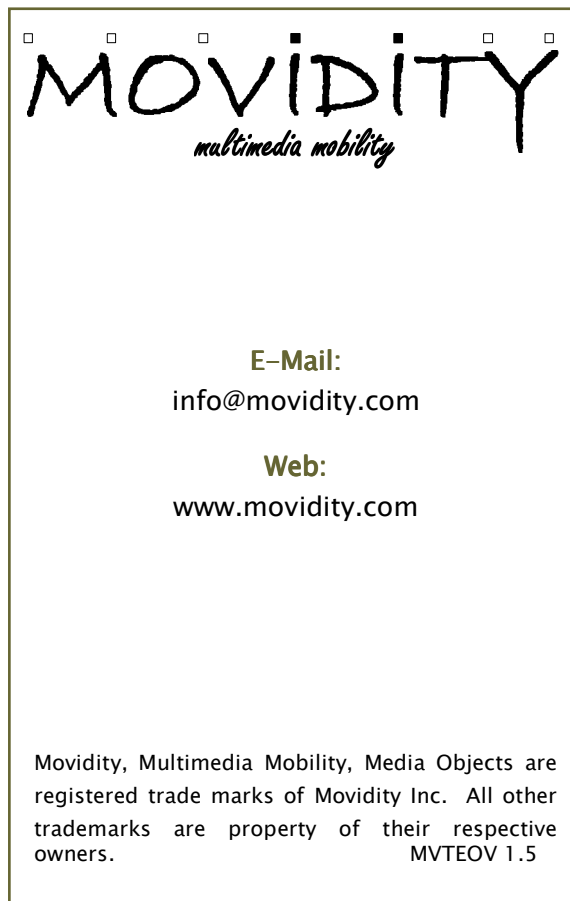 MOViDiTY
multimedia mobility
E-Mail:
info@movidity.com
Web:
www.movidity.com
Movidity, Multimedia Mobility, Media Objects are
registered trade marks of Movidity Inc. All other
trademarks are property of their respective
owners. MVTEOV 1.5